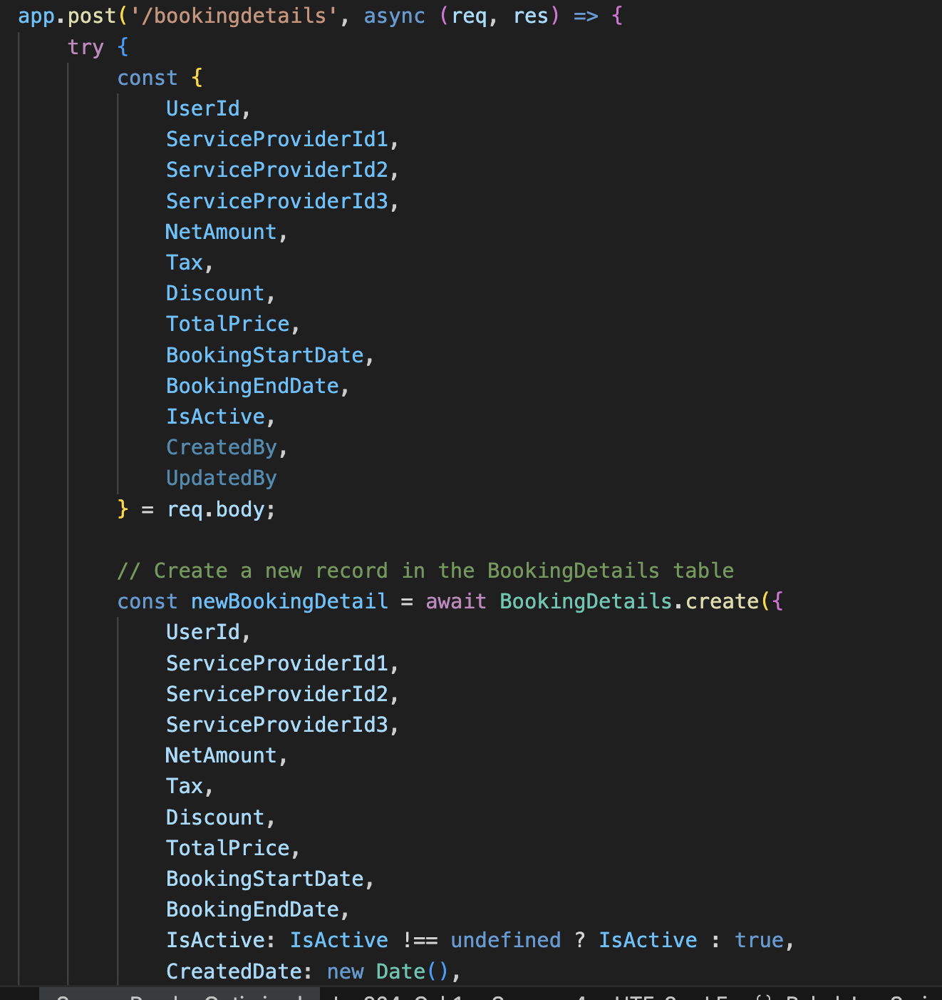 app.post('/bookingdetails', async (req, res) => {
    try {
        const {
            UserId,
            ServiceProviderId1,
            ServiceProviderId2,
            ServiceProviderId3,
            NetAmount,
            Tax,
            Discount,
            TotalPrice,
            BookingStartDate,
            BookingEndDate,
            IsActive,
            CreatedBy,
            UpdatedBy
        } = req.body;

        // Create a new record in the BookingDetails table
        const newBookingDetail = await BookingDetails.create({
            UserId,
            ServiceProviderId1,
            ServiceProviderId2,
            ServiceProviderId3,
            NetAmount,
            Tax,
            Discount,
            TotalPrice,
            BookingStartDate,
            BookingEndDate,
            IsActive: IsActive !== undefined ? IsActive : true,
            CreatedDate: new Date(),